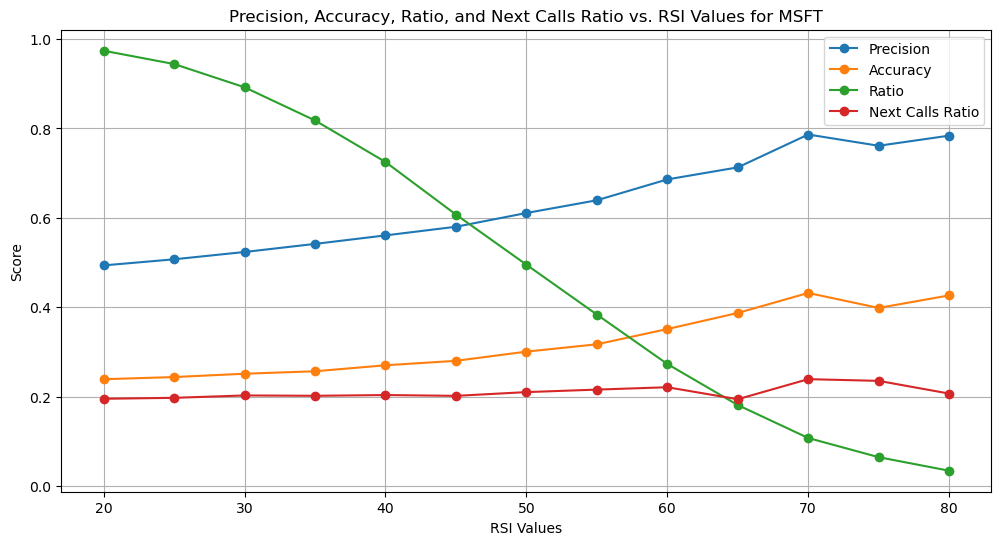 Precision, Accuracy, Ratio, and Next Calls Ratio vs. RSI Values for MSFT
Precision
Accuracy
Ratio
Next Calls Ratio
Score
1.0
0.8
0.6
0.4
0.2
0.0
20 30 40 50 60 70 80
RSI Values